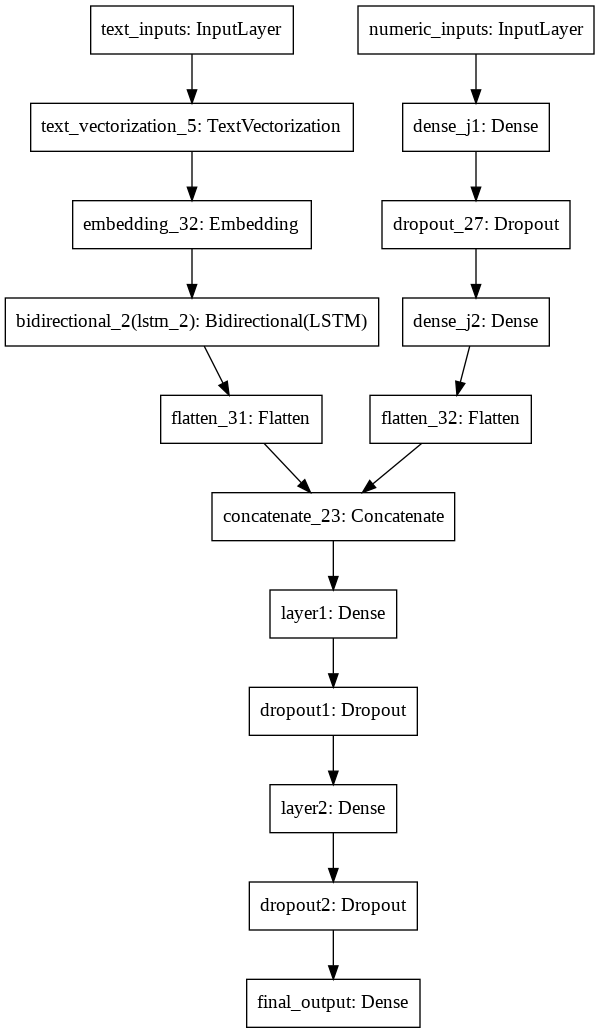 text_inputs: InputLayer
numeric_inputs: InputLayer
text_vectorization_5: TextVectorization
dense_j1: Dense
embedding_32: Embedding
dropout_27: Dropout
bidirectional_2(lstm_2): Bidirectional(LSTM)
dense_j2: Dense
flatten_31: Flatten
flatten_32: Flatten
concatenate_23: Concatenate
layer1: Dense
dropout1: Dropout
layer2: Dense
dropout2: Dropout
final_output: Dense